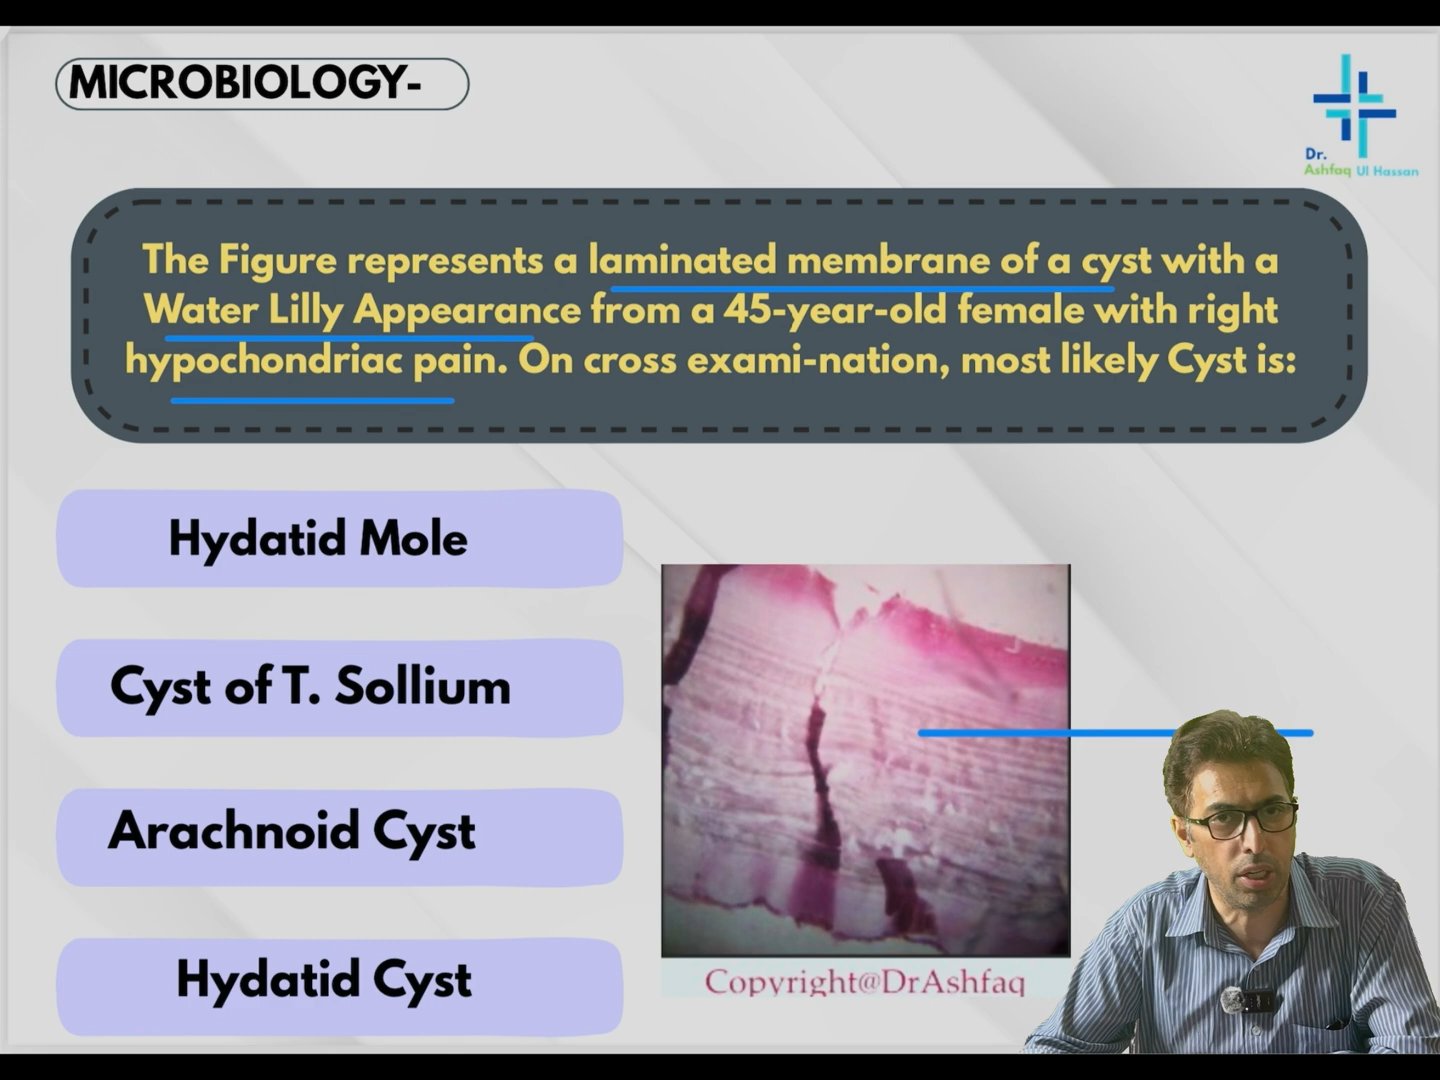 MICROBIOLOGY-
Dr.
Ashfaq Ul Hassan
The Figure represents a laminated membrane of a cyst with a
Water Lilly Appearance from a 45-year-old female with right
hypochondriac pain. On cross exami-nation, most likely Cyst is:
Hydatid Mole
Cyst of T. Sollium
Arachnoid Cyst
Hydatid Cyst
Copyright@DrAshfaq